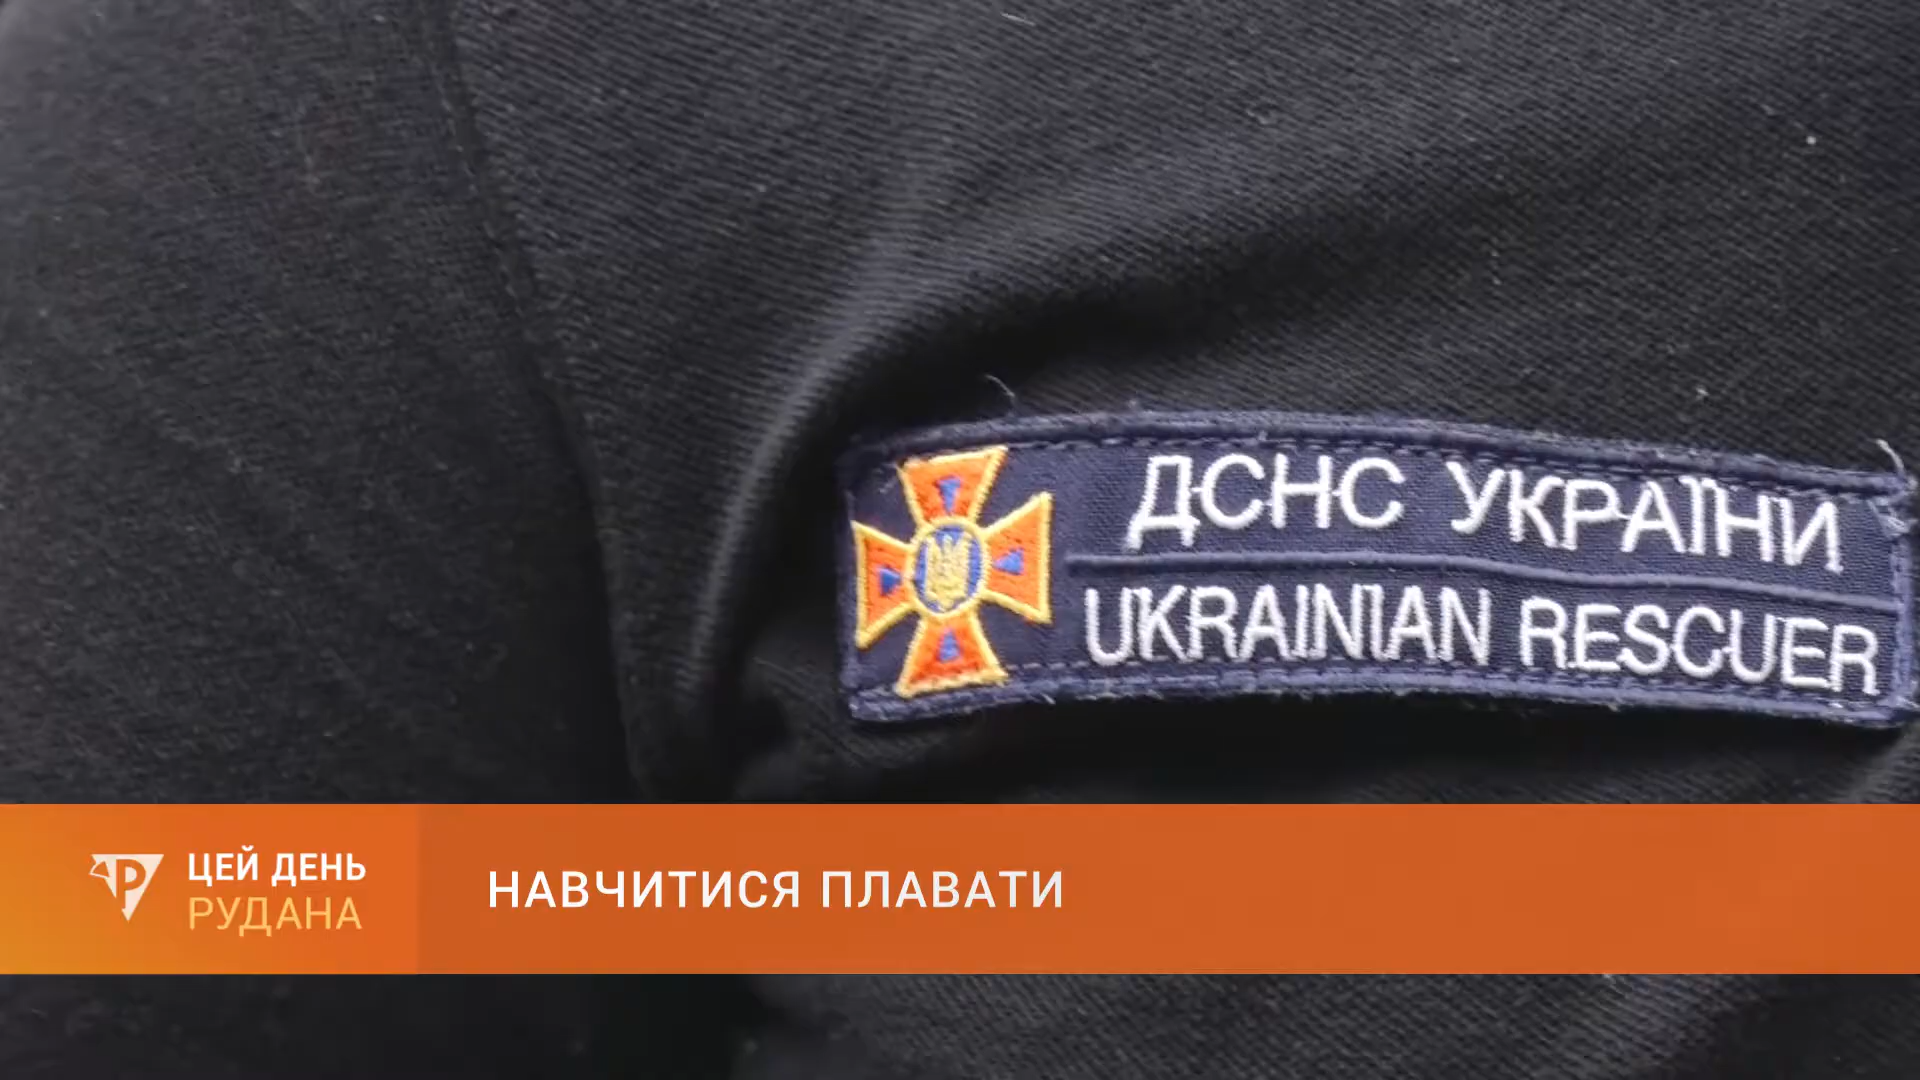 ДСНС УКРАЇНИ
UKRAINIAN RESCUER
ЦЕЙ ДЕНЬ
РУДАНА
НАВЧИТИСЯ ПЛАВАТИ